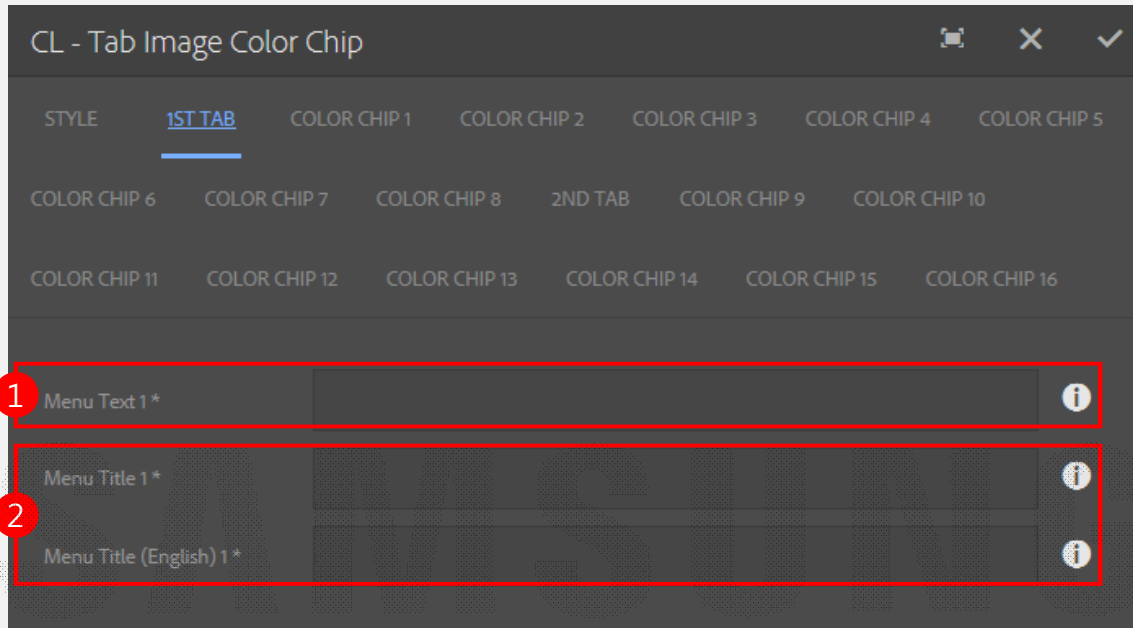 CL - Tab Image Color Chip
STYLE 1ST TAB COLOR CHIP 1 COLOR CHIP 2 COLOR CHIP 3 COLOR CHIP 4 COLOR CHIP 5
COLOR CHIP 6 COLOR CHIP 7 COLOR CHIP 8 2ND TAB COLOR CHIP 9 COLOR CHIP 10
COLOR CHIP 11 COLOR CHIP 12 COLOR CHIP 13 COLOR CHIP 14 COLOR CHIP 15 COLOR CHIP 16
1 Menu Text 1 *
Menu Title 1 *
2
Menu Title (English) 1 *
SAMSUNG